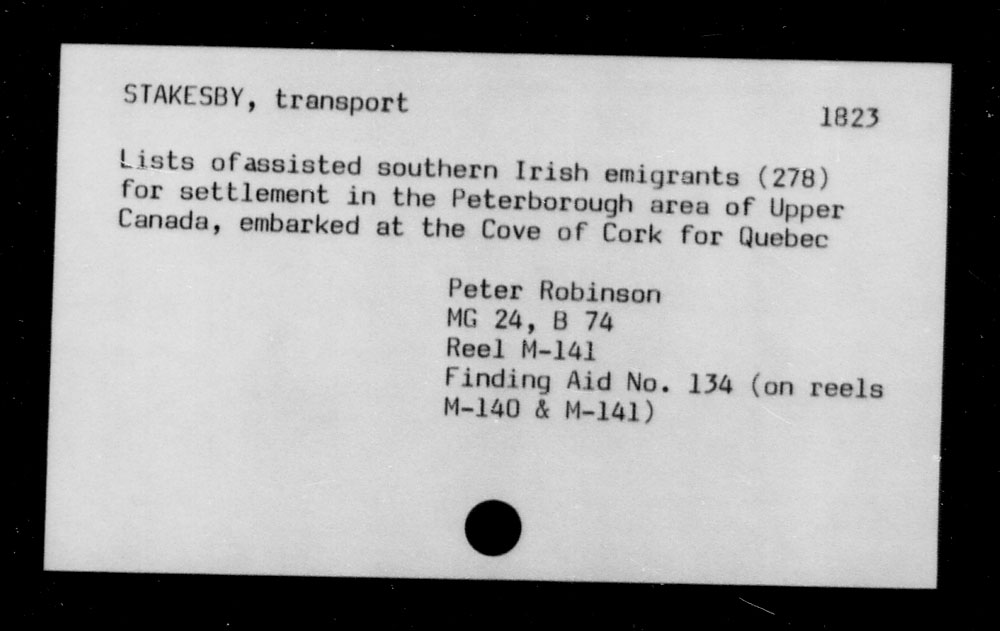 STAKESBY, transport 1823
Lists ofassisted southern Irish emigrants (278)
for settlement in the Peterborough area of Upper
Canada, embarked at the Cove of Cork for Quebec
Peter Robinson
MG 24, B 74
Reel M-141
Finding Aid No. 134 (on reels
M-140 & M-141)